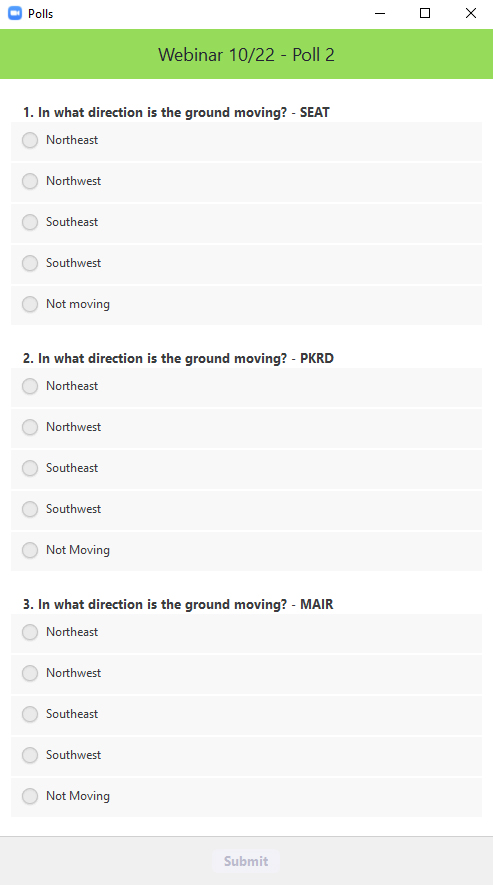 Polls
Webinar 10/22 - Poll 2
1. In what direction is the ground moving? - SEAT
Northeast
Northwest
Southeast
Southwest
Not moving
2. In what direction is the ground moving? - PKRD
Northeast
Northwest
Southeast
Southwest
Not Moving
3. In what direction is the ground moving? - MAIR
Northeast
Northwest
Southeast
Southwest
Not Moving
Submit